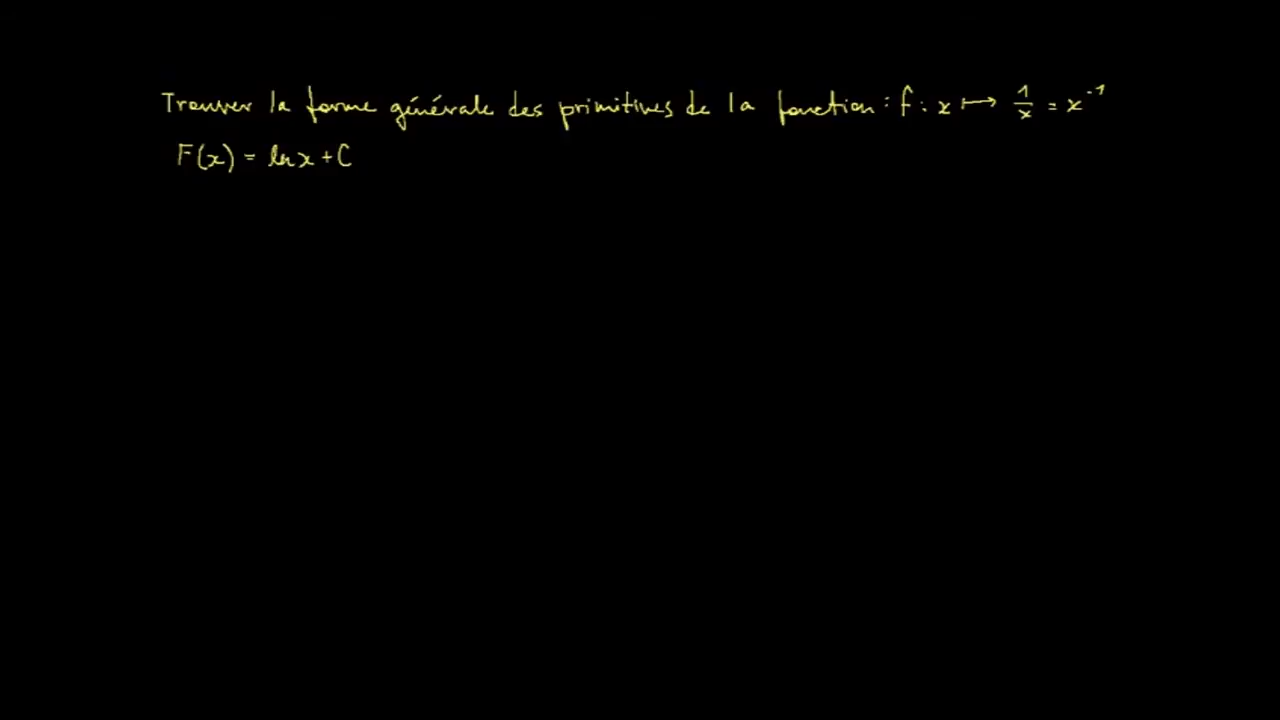 Trouver la forme générale des primitives de la fonction : f : x ⟼ 1/x = x⁻¹
F(x) = ln x + C